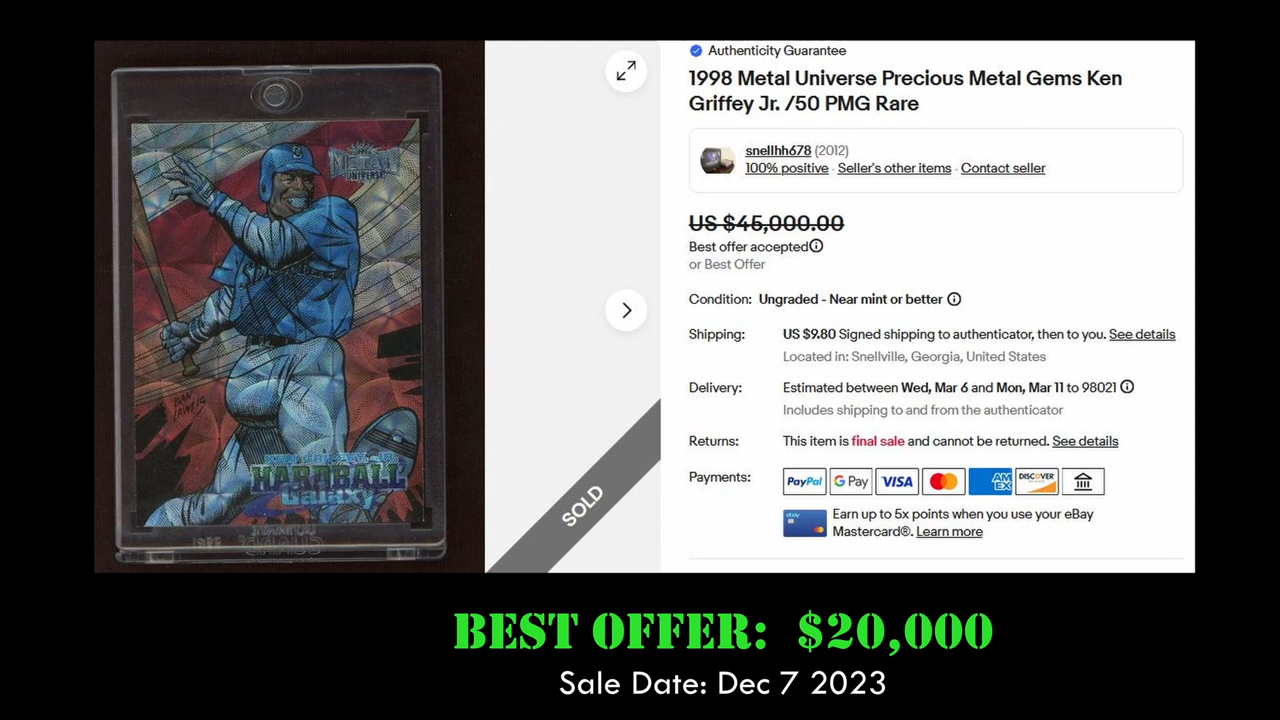 Authenticity Guarantee
1998 Metal Universe Precious Metal Gems Ken
Griffey Jr. /50 PMG Rare
snellhh678 (2012)
100% positive · Seller's other items · Contact seller
US $45,000.00
Best offer accepted
or Best Offer
Condition: Ungraded - Near mint or better
Shipping: US $9.80 Signed shipping to authenticator, then to you. See details
Located in: Snellville, Georgia, United States
Delivery: Estimated between Wed, Mar 6 and Mon, Mar 11 to 98021
Includes shipping to and from the authenticator
Returns: This item is final sale and cannot be returned. See details
Payments: PayPal G Pay VISA AM EX DISCOVER
ebay
Earn up to 5x points when you use your eBay
Mastercard®. Learn more
SOLD
METAL
UNIVERSE
S
HARDBALL
Galaxy
BEST OFFER: $20,000
Sale Date: Dec 7 2023